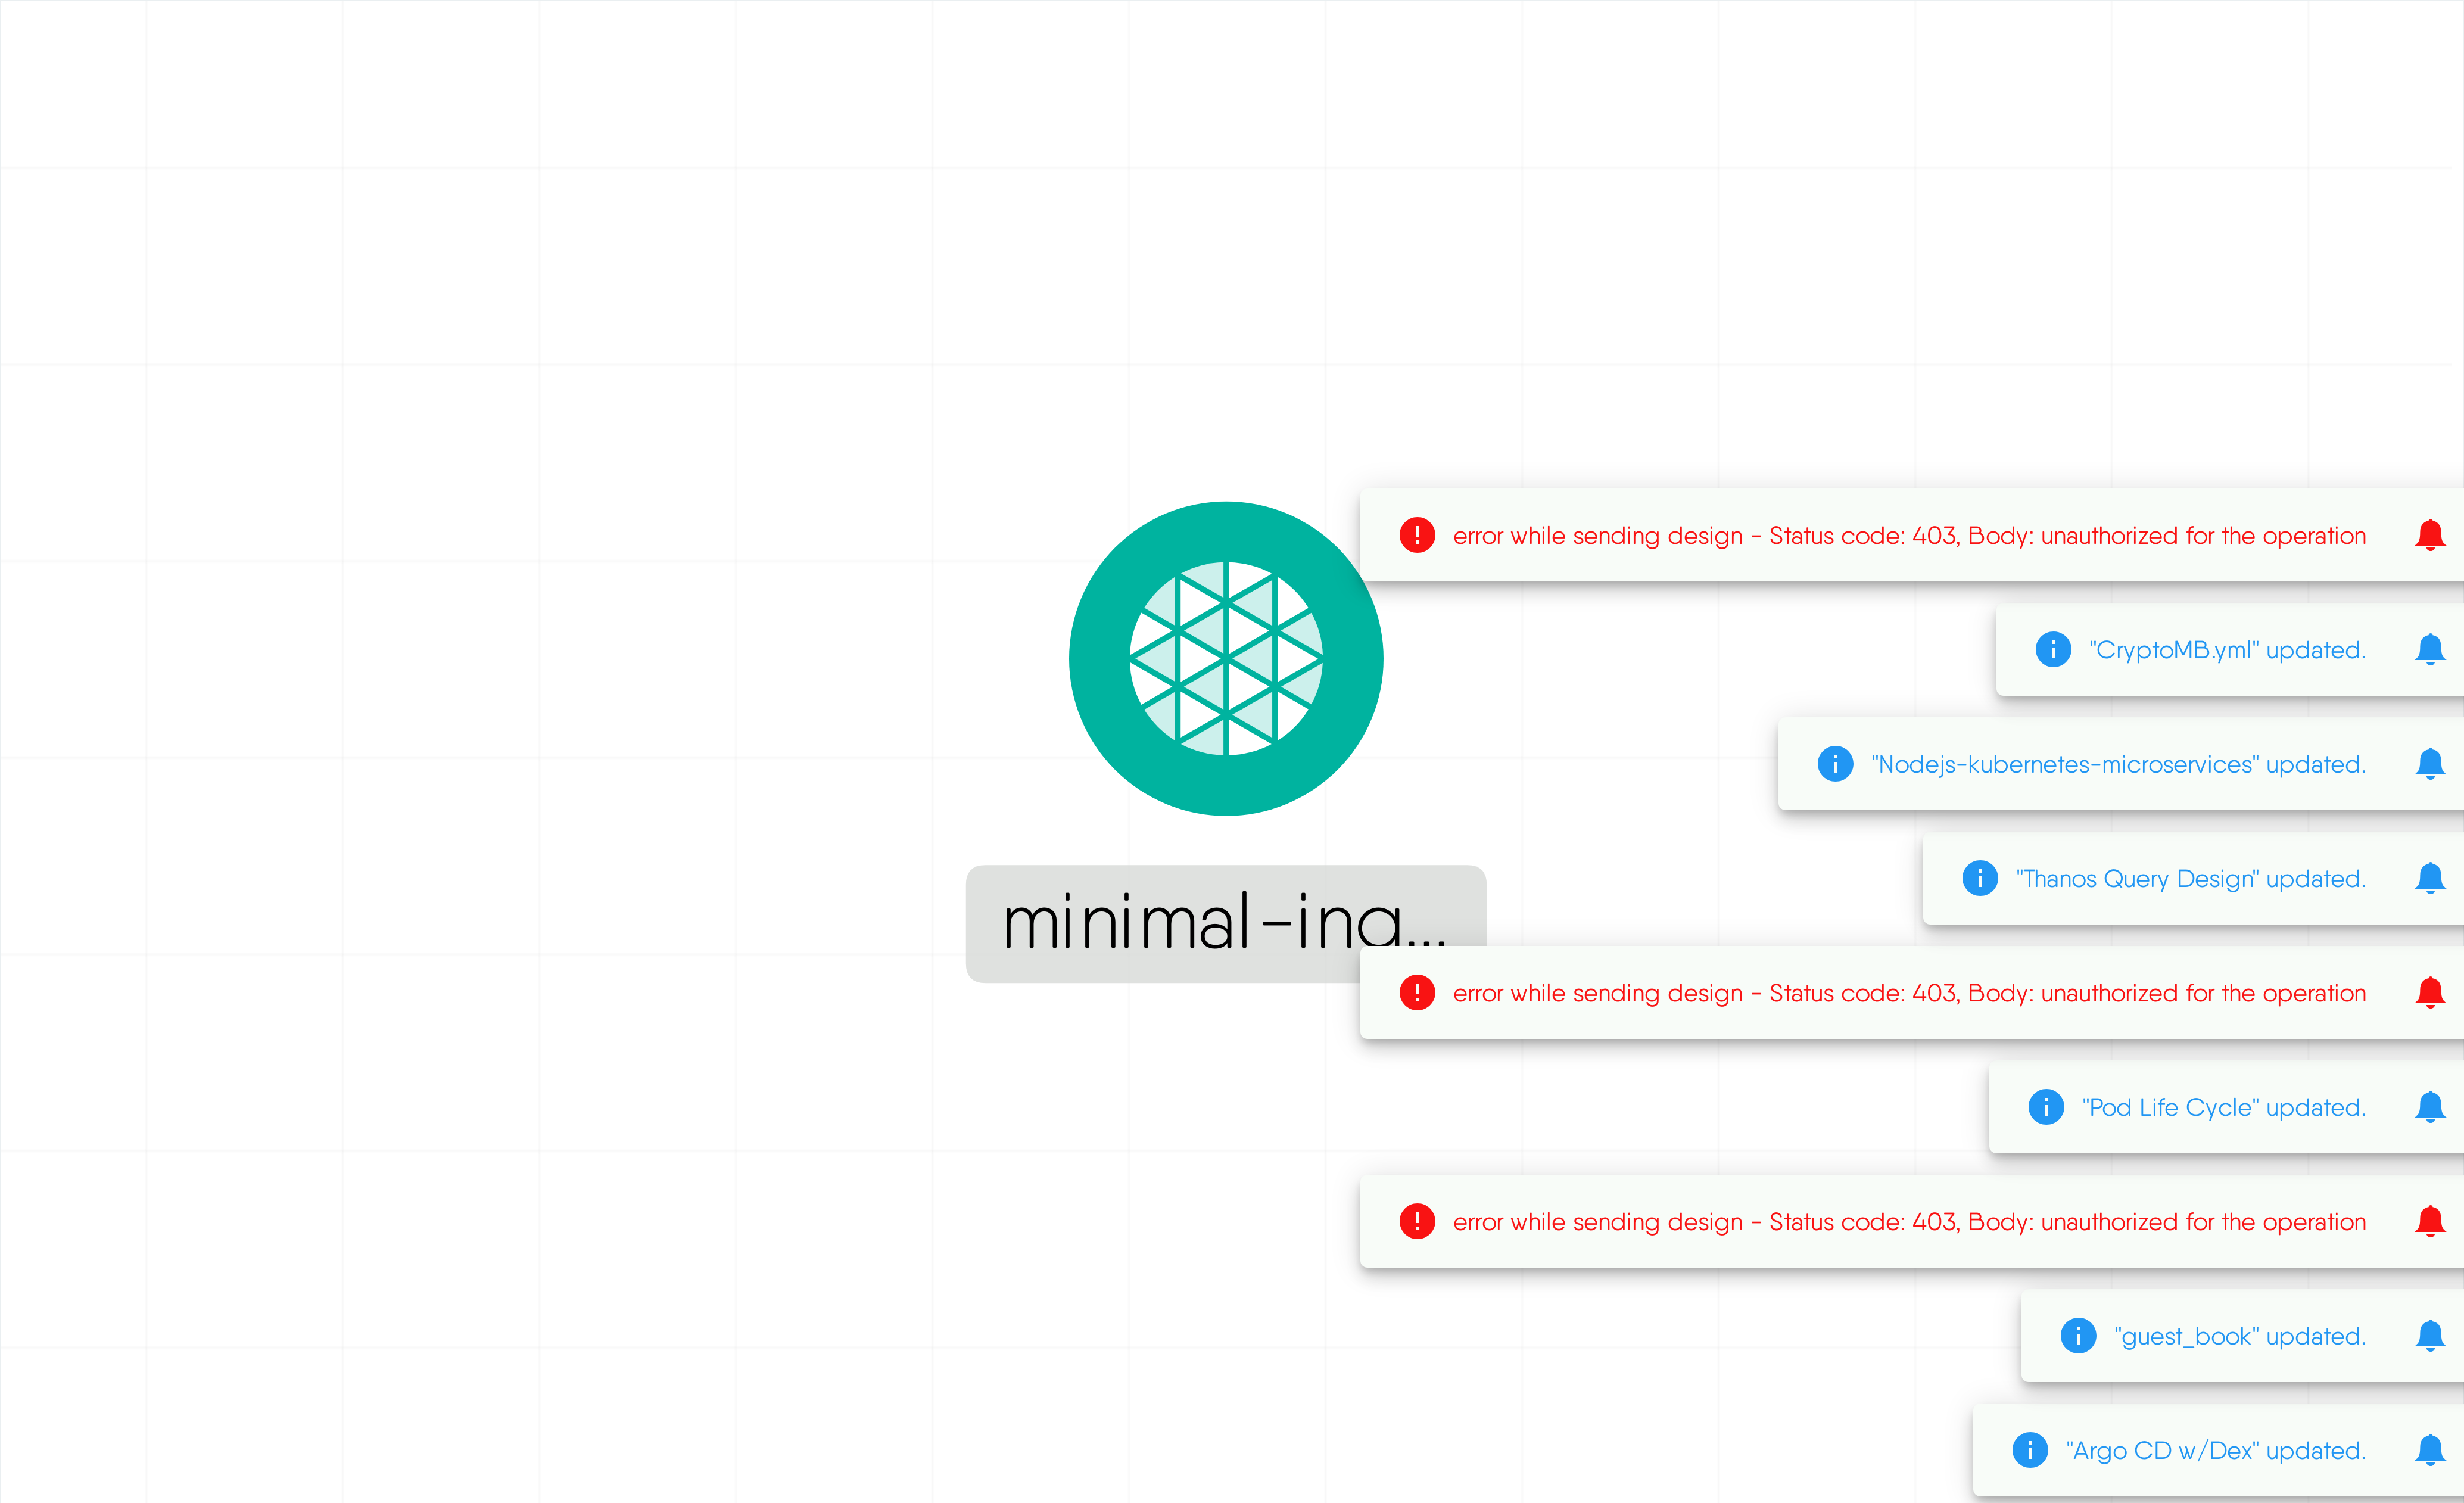 error while sending design - Status code: 403, Body: unauthorized for the operation
"CryptoMB.yml" updated.
"Nodejs-kubernetes-microservices" updated.
"Thanos Query Design" updated.
minimal-ing...
error while sending design - Status code: 403, Body: unauthorized for the operation
"Pod Life Cycle" updated.
error while sending design - Status code: 403, Body: unauthorized for the operation
"guest_book" updated.
"Argo CD w/Dex" updated.